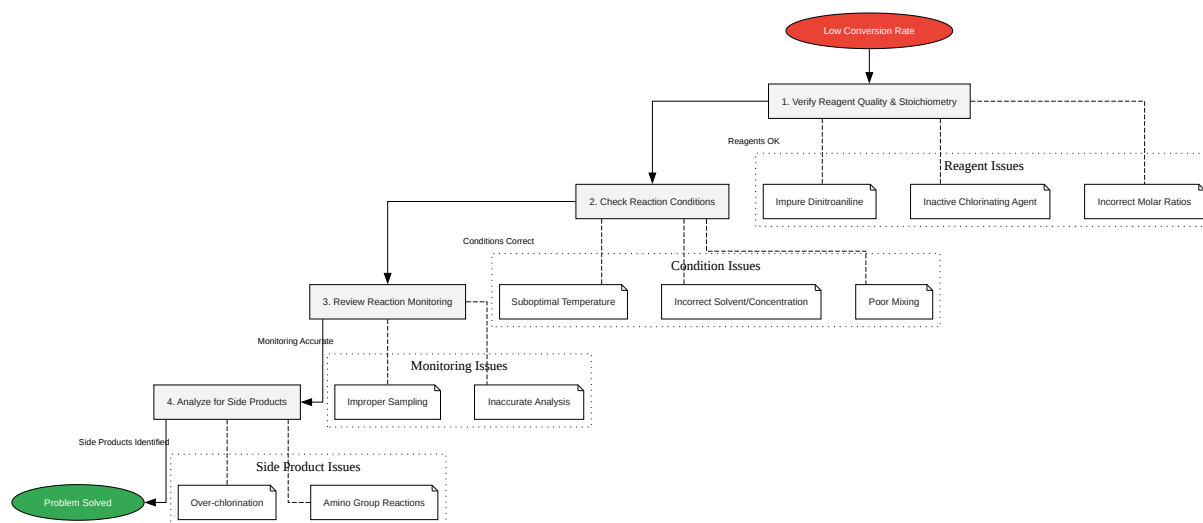 Low Conversion Rate
1. Verify Reagent Quality & Stoichiometry
Reagents OK
Reagent Issues
Impure Dinitroaniline
Inactive Chlorinating Agent
Incorrect Molar Ratios
2. Check Reaction Conditions
Conditions Correct
Condition Issues
Suboptimal Temperature
Incorrect Solvent/Concentration
Poor Mixing
3. Review Reaction Monitoring
Monitoring Accurate
Monitoring Issues
Improper Sampling
Inaccurate Analysis
4. Analyze for Side Products
Side Products Identified
Side Product Issues
Problem Solved
Over-chlorination
Amino Group Reactions